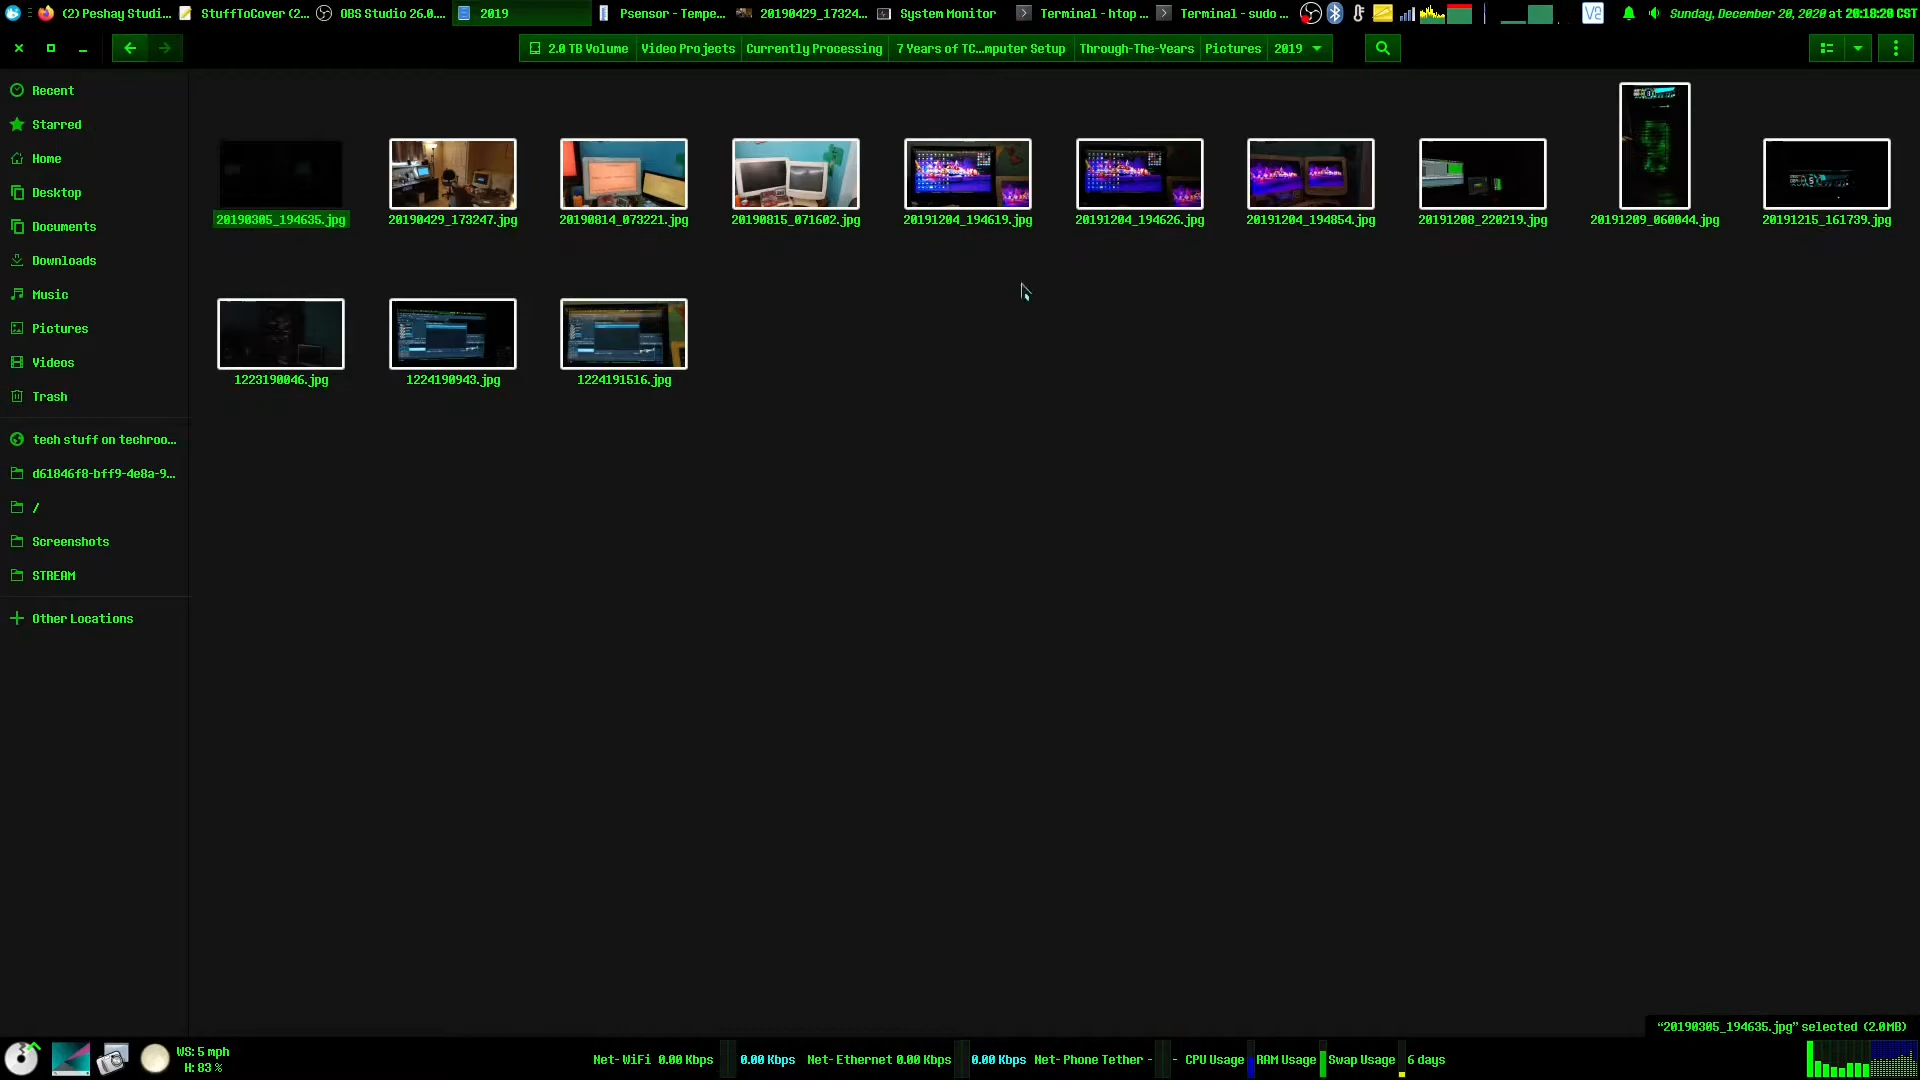 (2) Peshay Studi...
StuffToCover (2...
OBS Studio 26.0....
2019
Psensor - Tempe...
20190429_17324...
System Monitor
Terminal - htop ...
Terminal - sudo ...
Sunday, December 20, 2020 at 20:18:20 CST
2.0 TB Volume
Video Projects
Currently Processing
7 Years of TC...mputer Setup
Through-The-Years
Pictures
2019
Recent
Starred
Home
Desktop
Documents
Downloads
Music
Pictures
Videos
Trash
tech stuff on techroo...
d61846f8-bff9-4e8a-9...
/
Screenshots
STREAM
Other Locations
20190305_194635.jpg
20190429_173247.jpg
20190814_073221.jpg
20190815_071602.jpg
20191204_194619.jpg
20191204_194626.jpg
20191204_194854.jpg
20191208_220219.jpg
20191209_060044.jpg
20191215_161739.jpg
1223190046.jpg
1224190943.jpg
1224191516.jpg
"20190305_194635.jpg" selected (2.0 MB)
WS: 5 mph
H: 83 %
Net- WiFi 0.00 Kbps
0.00 Kbps
Net- Ethernet 0.00 Kbps
0.00 Kbps
Net- Phone Tether -
-
CPU Usage
RAM Usage
Swap Usage
6 days